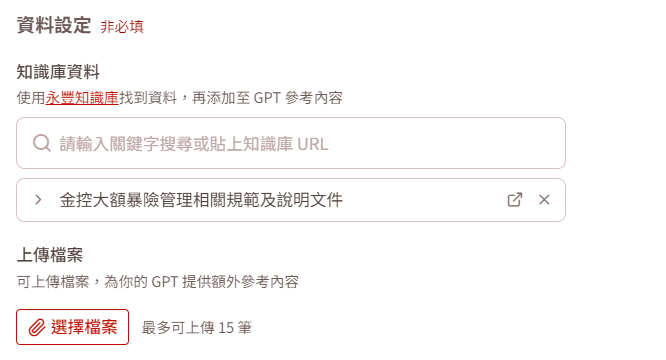 資料設定 非必填
知識庫資料
使用永豐知識庫找到資料，再添加至 GPT 參考內容
請輸入關鍵字搜尋或貼上知識庫 URL
金控大額暴險管理相關規範及說明文件
上傳檔案
可上傳檔案，為你的 GPT 提供額外參考內容
選擇檔案 最多可上傳 15 筆